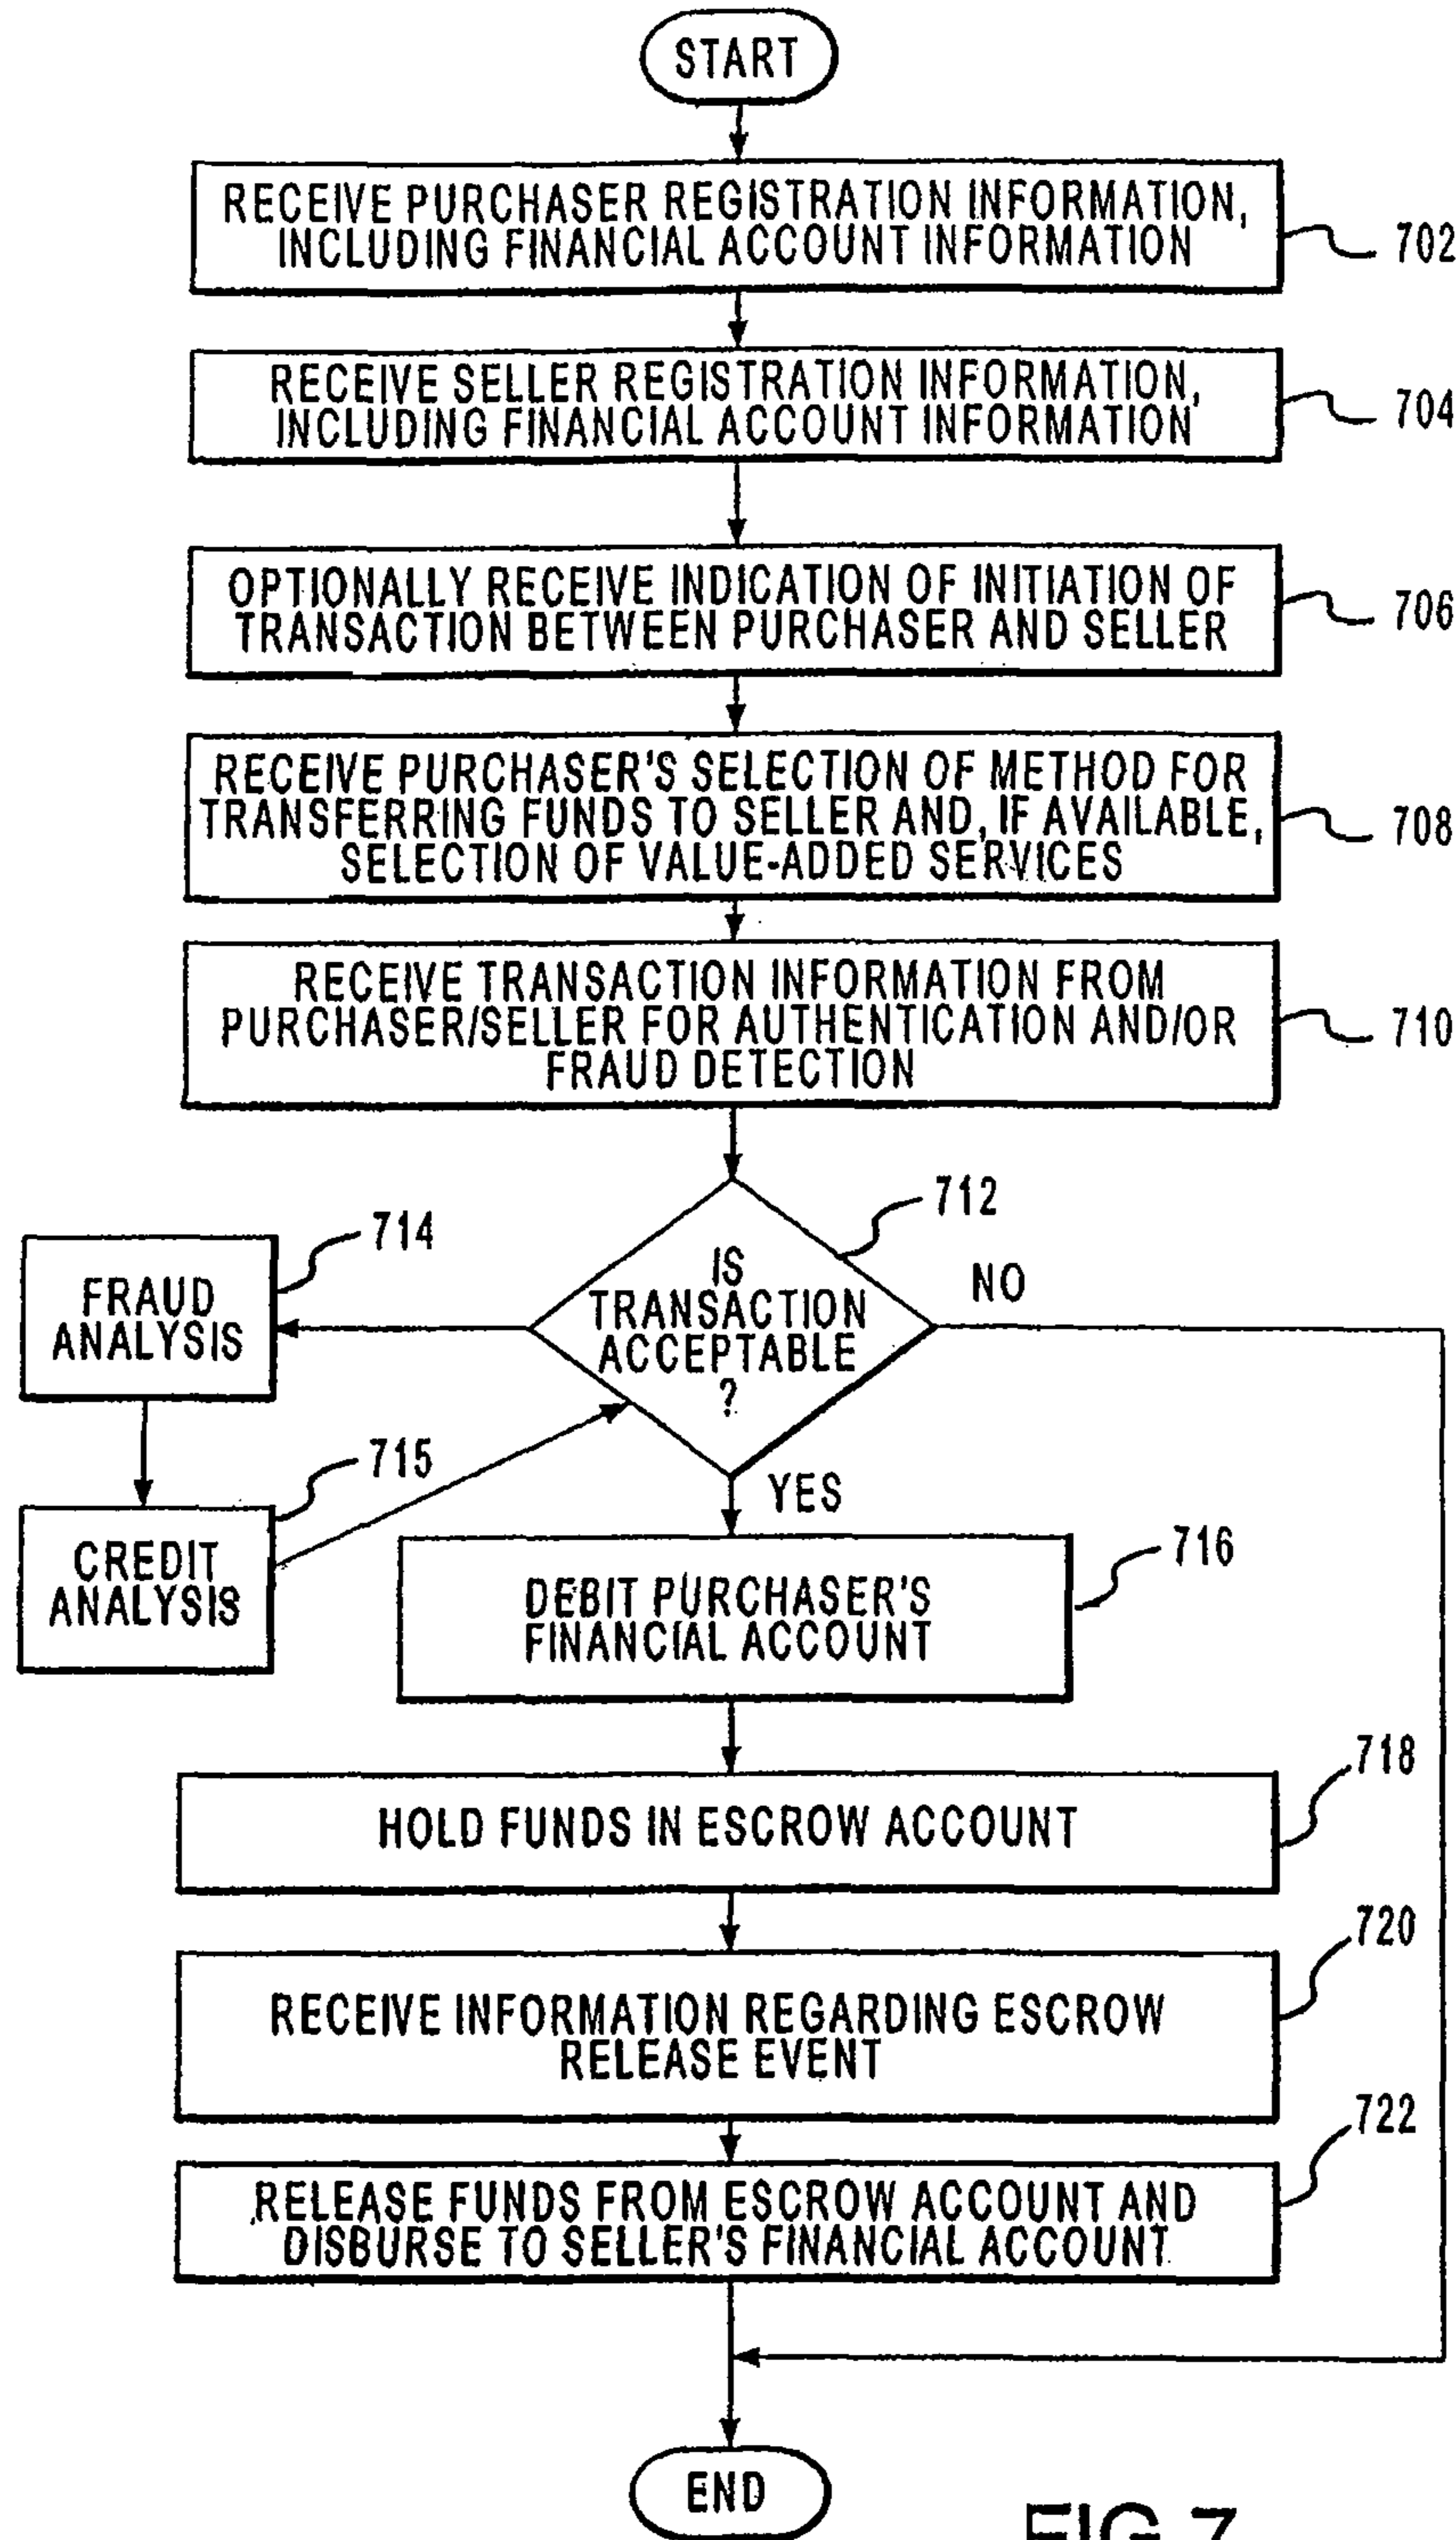 START
RECEIVE PURCHASER REGISTRATION INFORMATION,
INCLUDING FINANCIAL ACCOUNT INFORMATION
702
RECEIVE SELLER REGISTRATION INFORMATION,
INCLUDING FINANCIAL ACCOUNT INFORMATION
704
OPTIONALLY RECEIVE INDICATION OF INITIATION OF
TRANSACTION BETWEEN PURCHASER AND SELLER
706
RECEIVE PURCHASER'S SELECTION OF METHOD FOR
TRANSFERRING FUNDS TO SELLER AND, IF AVAILABLE,
SELECTION OF VALUE-ADDED SERVICES
708
RECEIVE TRANSACTION INFORMATION FROM
PURCHASER/SELLER FOR AUTHENTICATION AND/OR
FRAUD DETECTION
710
712
IS
TRANSACTION
ACCEPTABLE
?
NO
714
FRAUD
ANALYSIS
715
CREDIT
ANALYSIS
YES
716
DEBIT PURCHASER'S
FINANCIAL ACCOUNT
718
HOLD FUNDS IN ESCROW ACCOUNT
720
RECEIVE INFORMATION REGARDING ESCROW
RELEASE EVENT
722
RELEASE FUNDS FROM ESCROW ACCOUNT AND
DISBURSE TO SELLER'S FINANCIAL ACCOUNT
END
FIG 7